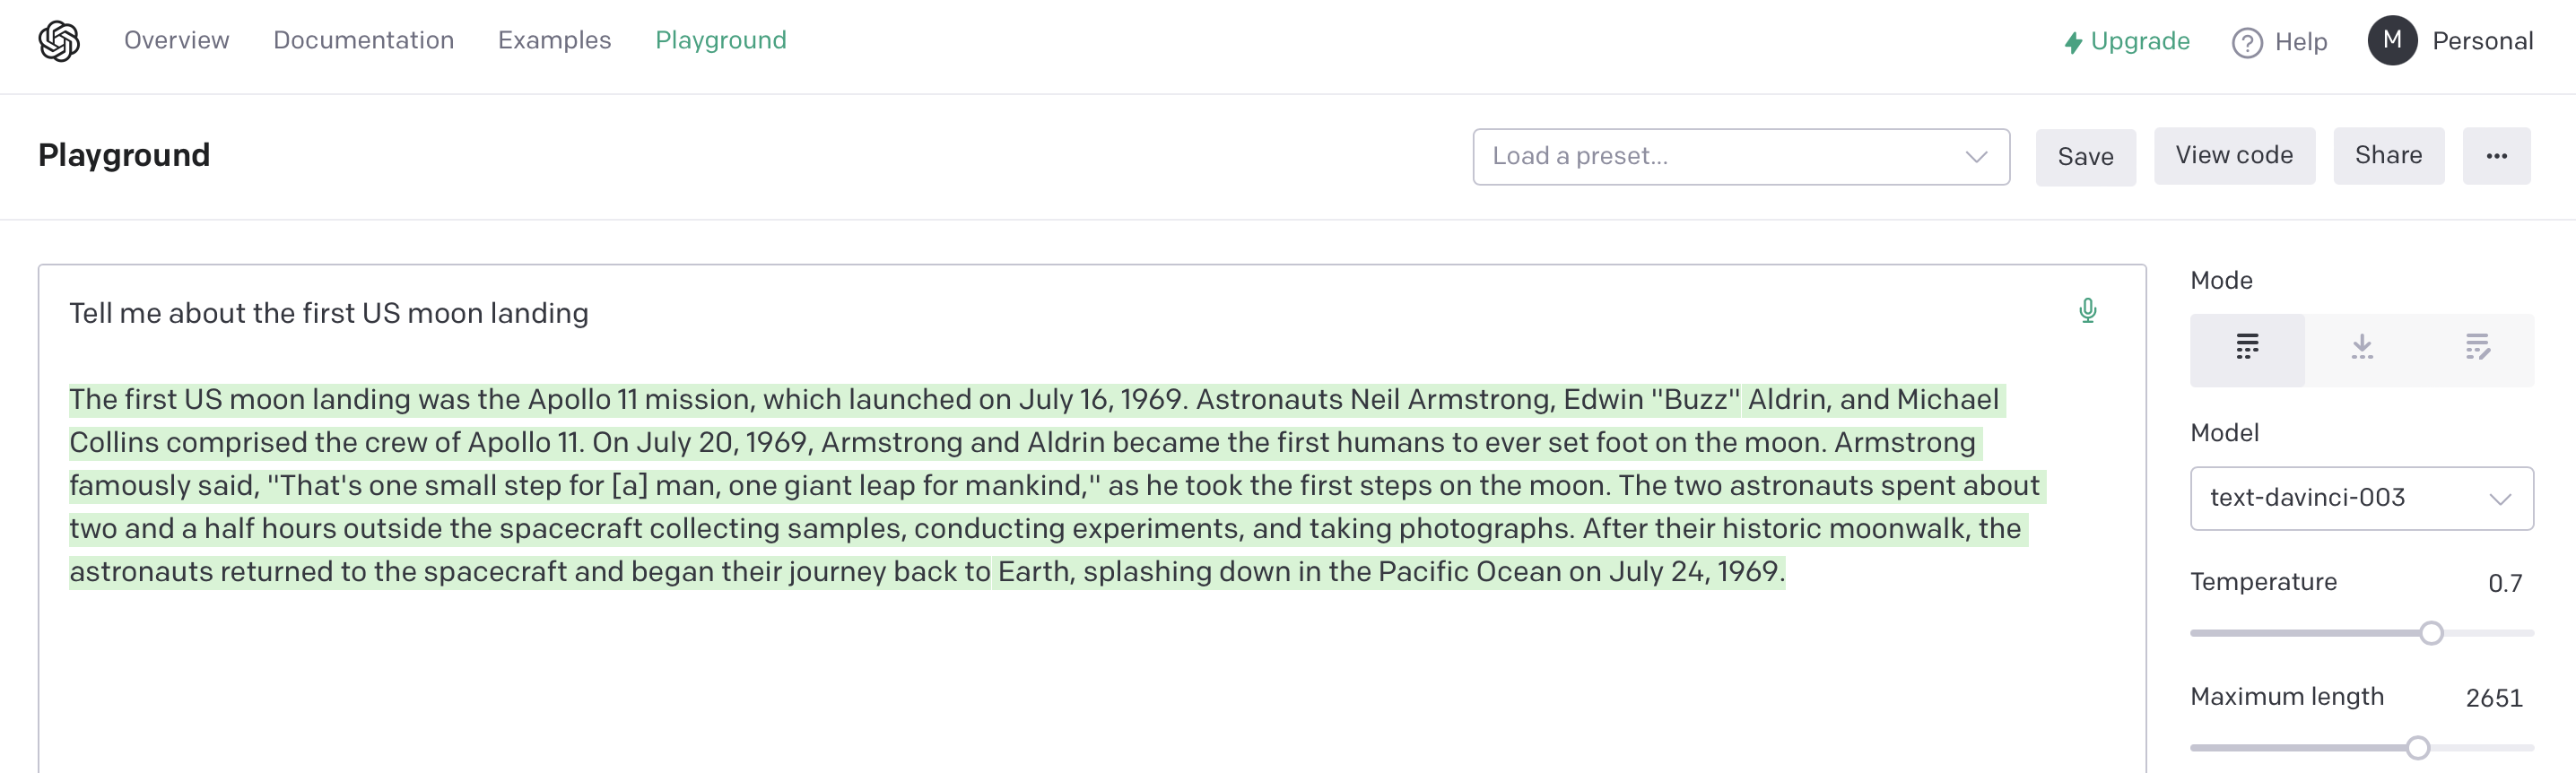 Overview Documentation Examples Playground Upgrade ? Help M Personal
Playground Load a preset... Save View code Share ...
Tell me about the first US moon landing
The first US moon landing was the Apollo 11 mission, which launched on July 16, 1969. Astronauts Neil Armstrong, Edwin "Buzz" Aldrin, and Michael
Collins comprised the crew of Apollo 11. On July 20, 1969, Armstrong and Aldrin became the first humans to ever set foot on the moon. Armstrong
famously said, "That's one small step for [a] man, one giant leap for mankind," as he took the first steps on the moon. The two astronauts spent about
two and a half hours outside the spacecraft collecting samples, conducting experiments, and taking photographs. After their historic moonwalk, the
astronauts returned to the spacecraft and began their journey back to Earth, splashing down in the Pacific Ocean on July 24, 1969.
Mode
Model
text-davinci-003
Temperature 0.7
Maximum length 2651